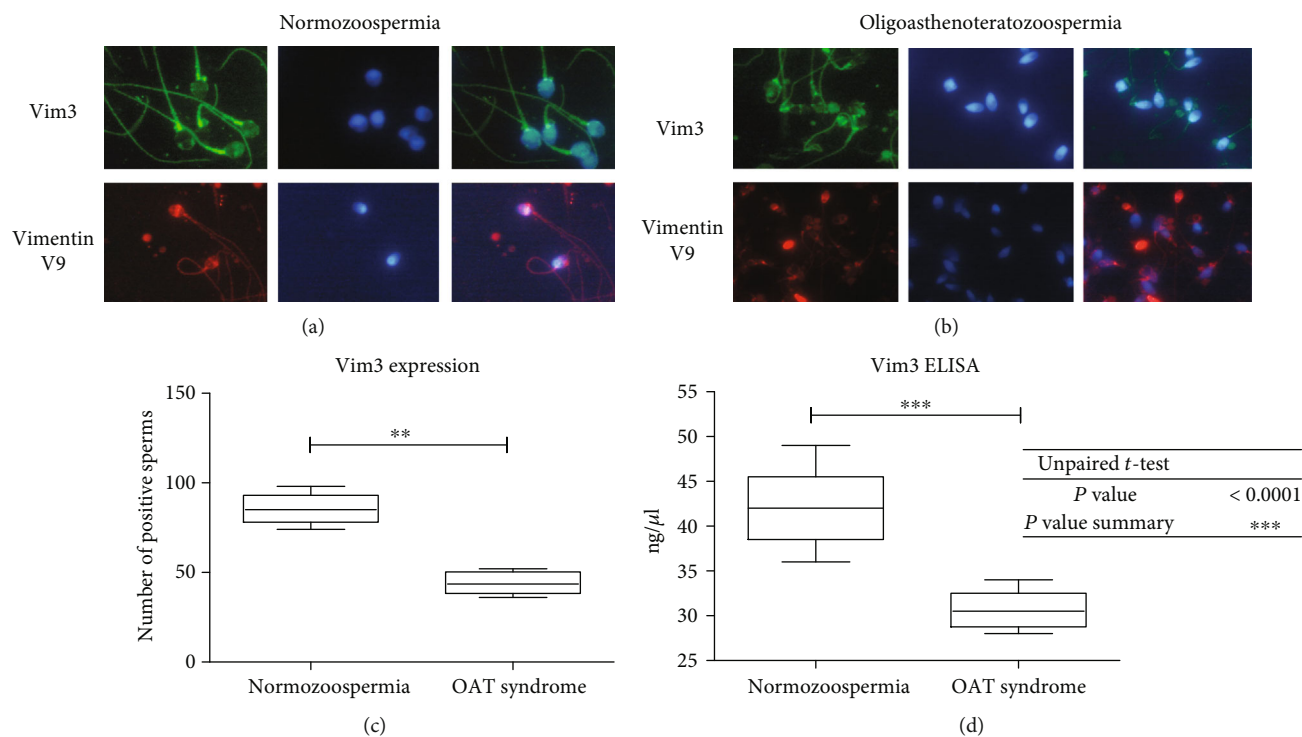 (a)
Normozoospermia
Vim3
Vimentin
V9
(b)
Oligoasthenoteratozoospermia
Vim3
Vimentin
V9
Vim3 expression
Number of positive sperms
150
100
50
0
**
Normozoospermia
OAT syndrome
(c)
Vim3 ELISA
ng/μl
55
50
45
40
35
30
25
***
Normozoospermia
OAT syndrome
Unpaired t-test
P value < 0.0001
P value summary ***
(d)